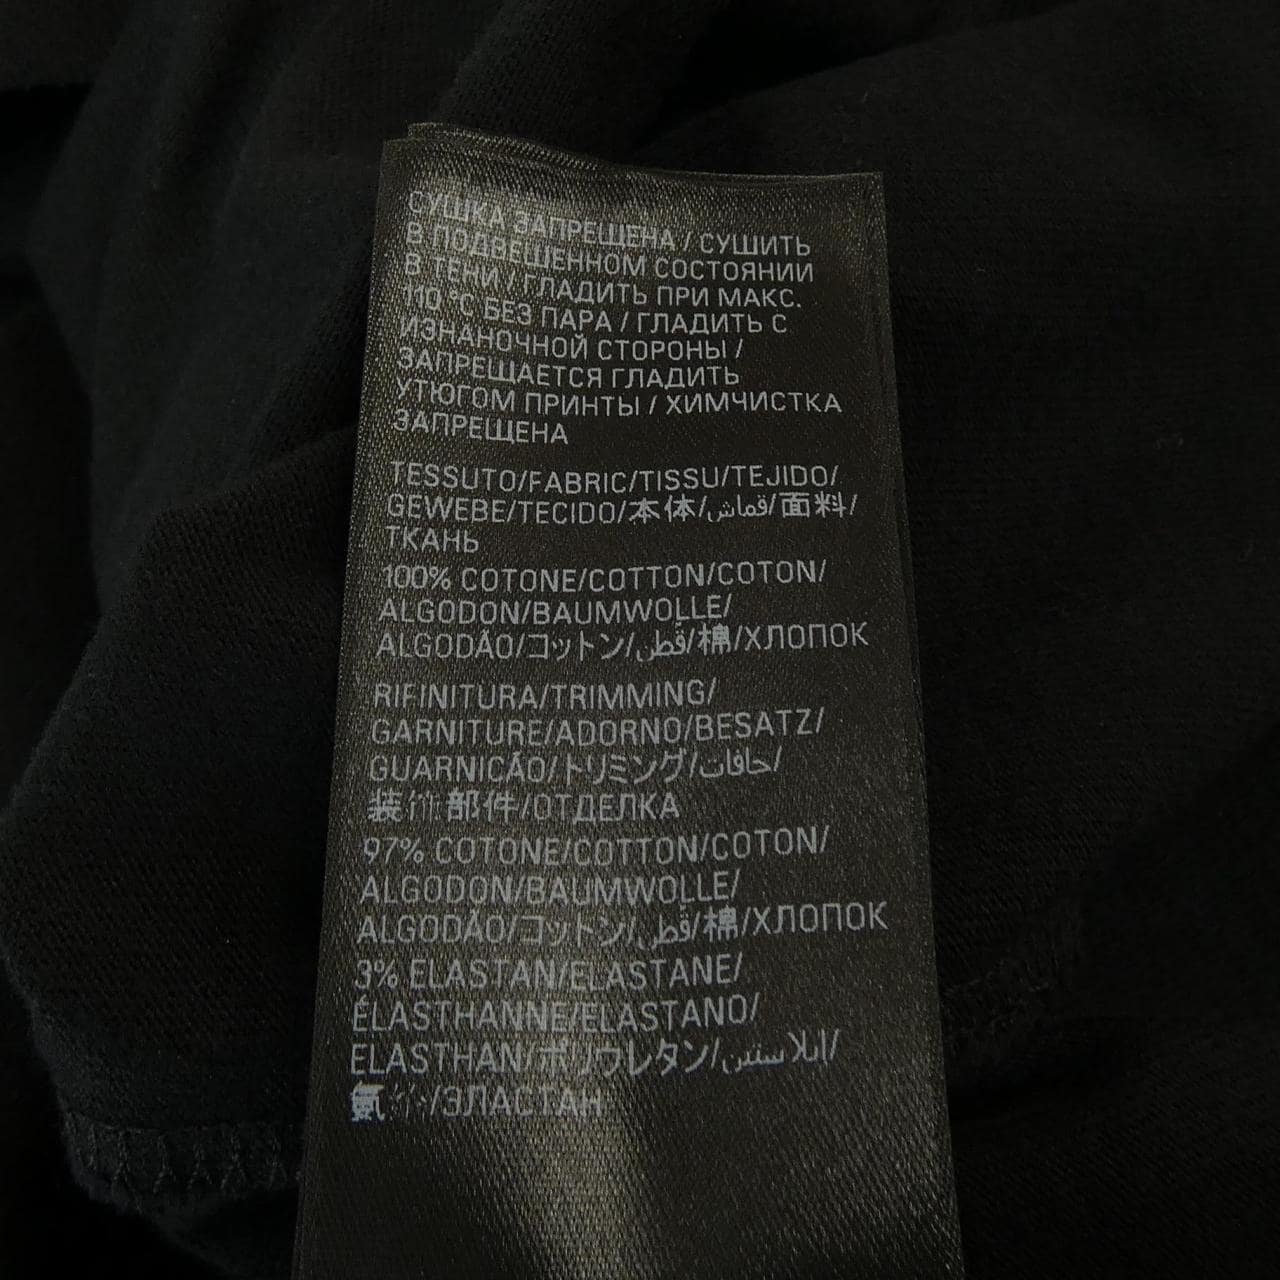 СУШКА ЗАПРЕЩЕНА / СУШИТЬ
В ПОДВЕШЕННОМ СОСТОЯНИИ
В ТЕНИ / ГЛАДИТЬ ПРИ МАКС.
110 °С БЕЗ ПАРА / ГЛАДИТЬ С
ИЗНАНОЧНОЙ СТОРОНЫ /
ЗАПРЕЩАЕТСЯ ГЛАДИТЬ
УТЮГОМ ПРИНТЫ / ХИМЧИСТКА
ЗАПРЕЩЕНА
TESSUTO/FABRIC/TISSU/TEJIDO/
GEWEBE/TECIDO/本体/قماش/面料/
ТКАНЬ
100% COTONE/COTTON/COTON/
ALGODON/BAUMWOLLE/
ALGODÃO/コットン/قطن/棉/ХЛОПОК
RIFINITURA/TRIMMING/
GARNITURE/ADORNO/BESATZ/
GUARNICÃO/トリミング/حافات/
装饰部件/ОТДЕЛКА
97% COTONE/COTTON/COTON/
ALGODON/BAUMWOLLE/
ALGODÃO/コットン/قطن/棉/ХЛОПОК
3% ELASTAN/ELASTANE/
ÉLASTHANNE/ELASTANO/
ELASTHAN/ポリウレタン/ايلاستين/
氨纶/ЭЛАСТАН